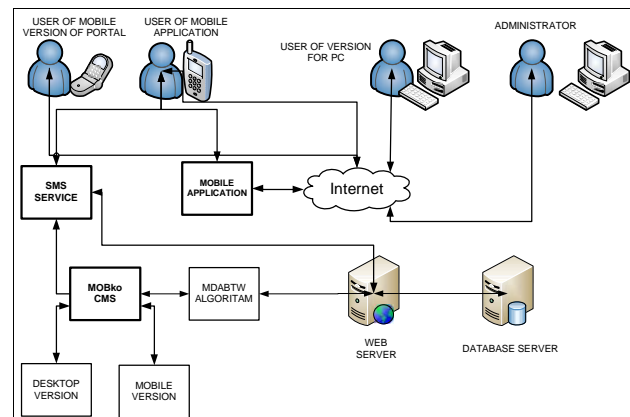 USER OF MOBILE
VERSION OF PORTAL
USER OF MOBILE
APPLICATION
USER OF VERSION
FOR PC
ADMINISTRATOR
SMS
SERVICE
MOBILE
APPLICATION
Internet
MOBko
CMS
MDABTW
ALGORITAM
WEB
SERVER
DATABASE SERVER
DESKTOP
VERSION
MOBILE
VERSION